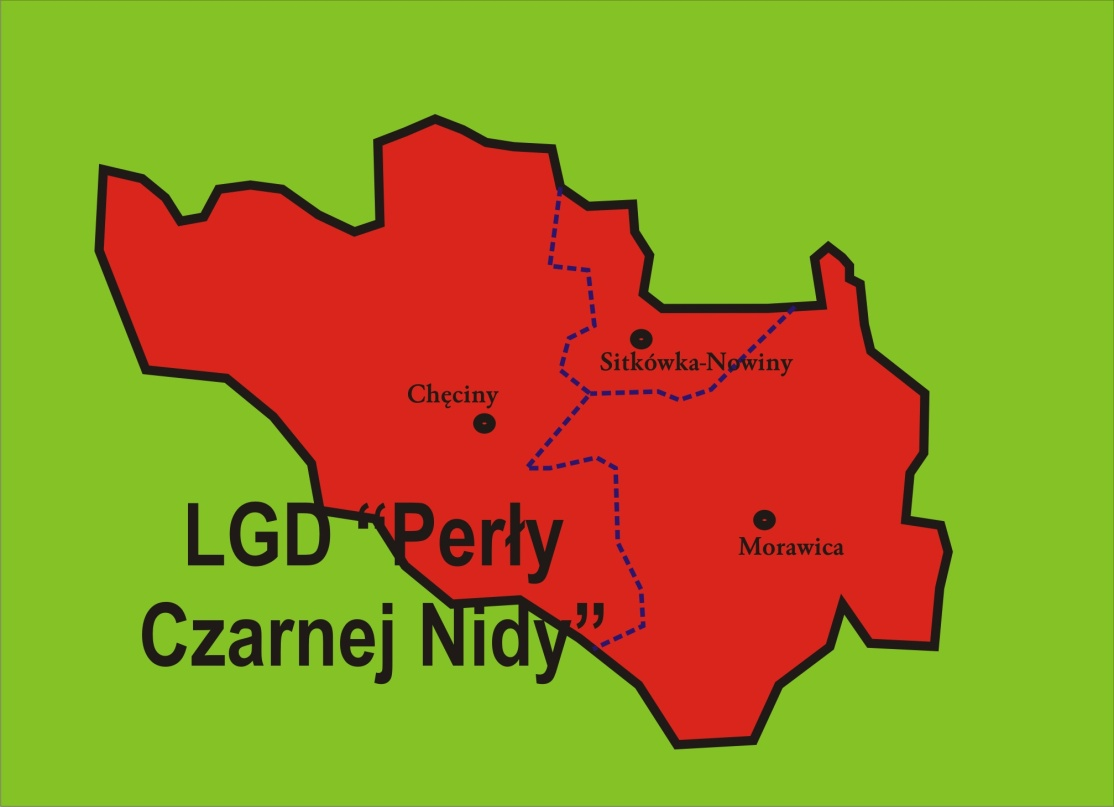 Sitkówka-Nowiny
Chęciny
LGD “Perły
Morawica
Czarnej Nidy”